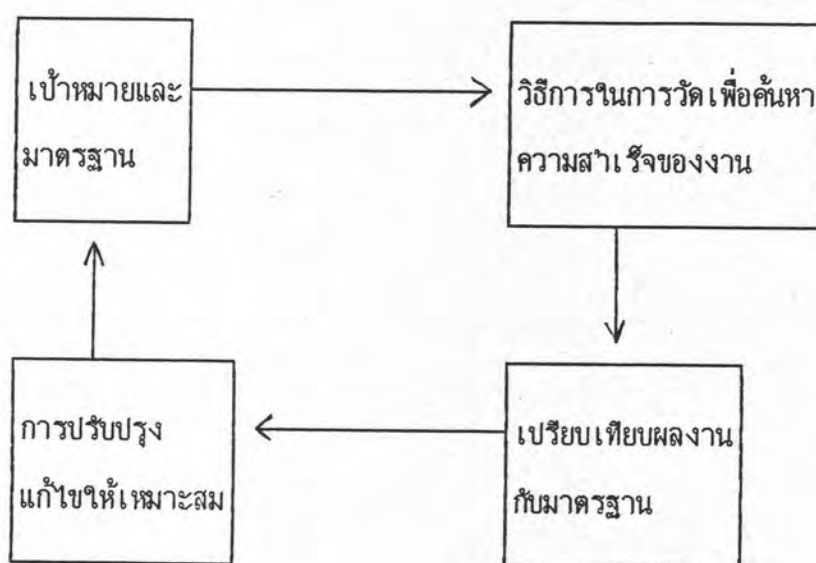 เป้าหมายและ
มาตรฐาน
วิธีการในการวัดเพื่อค้นหา
ความสำเร็จของงาน
เปรียบเทียบผลงาน
กับมาตรฐาน
การปรับปรุง
แก้ไขให้เหมาะสม